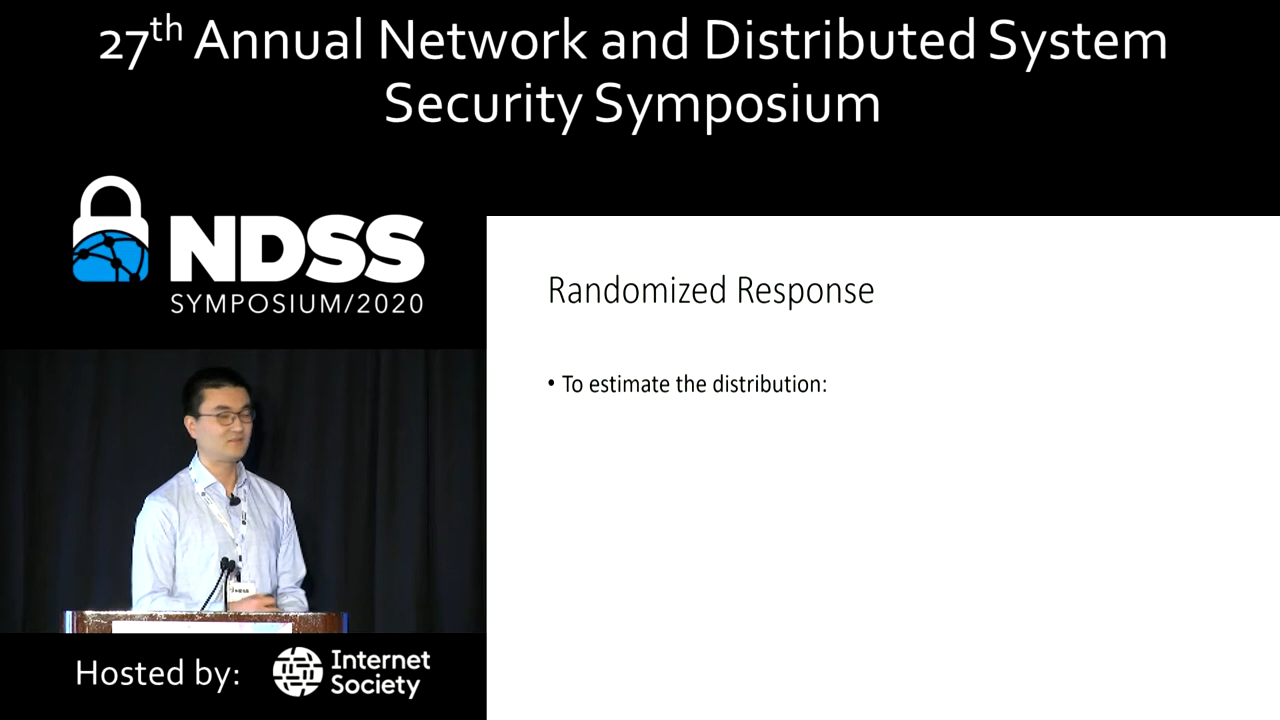 27th Annual Network and Distributed System
Security Symposium
NDSS
SYMPOSIUM/2020
Randomized Response
• To estimate the distribution:
Hosted by:
Internet
Society